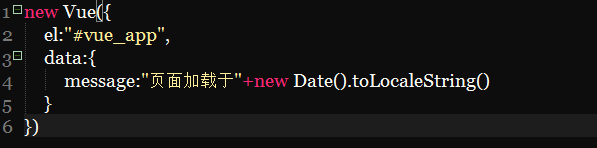 1 new Vue({
2 el:"#vue_app",
3 data:{
4 message:"页面加载于"+new Date().toLocaleString()
5 }
6 })